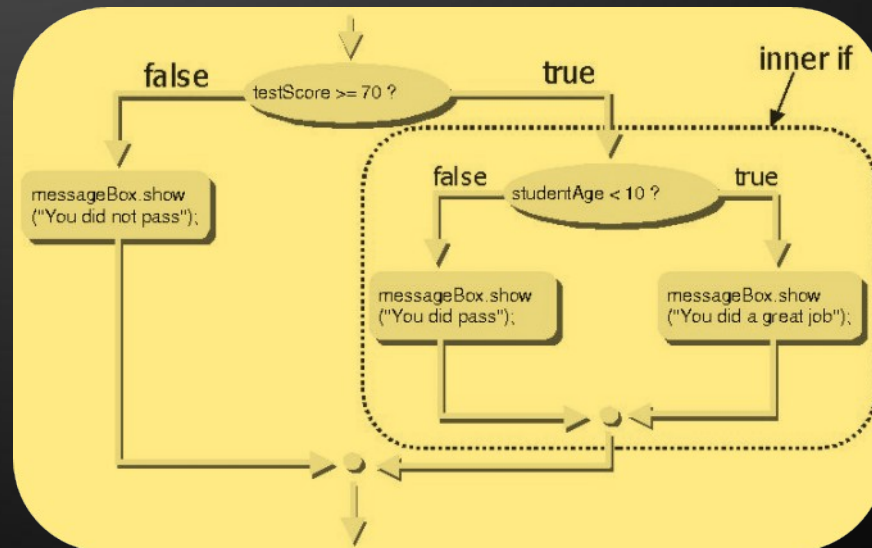 false
testScore >= 70 ?
true
inner if
messageBox.show
("You did not pass");
false
studentAge < 10 ?
true
messageBox.show
("You did pass");
messageBox.show
("You did a great job");